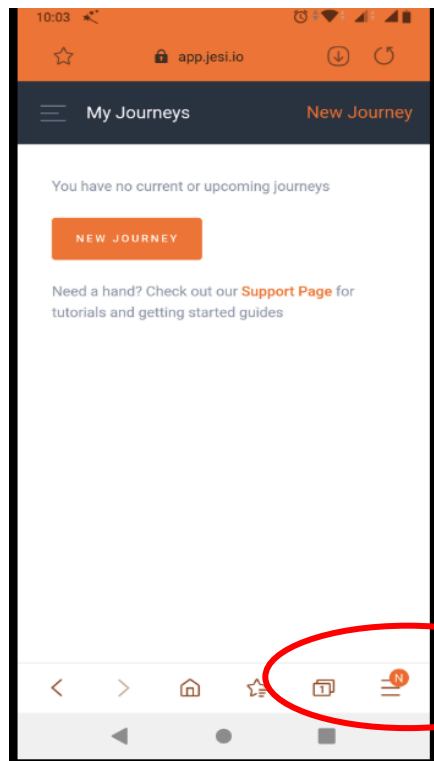 10:03
app.jesi.io
My Journeys New Journey
You have no current or upcoming journeys
NEW JOURNEY
Need a hand? Check out our Support Page for
tutorials and getting started guides
1 N